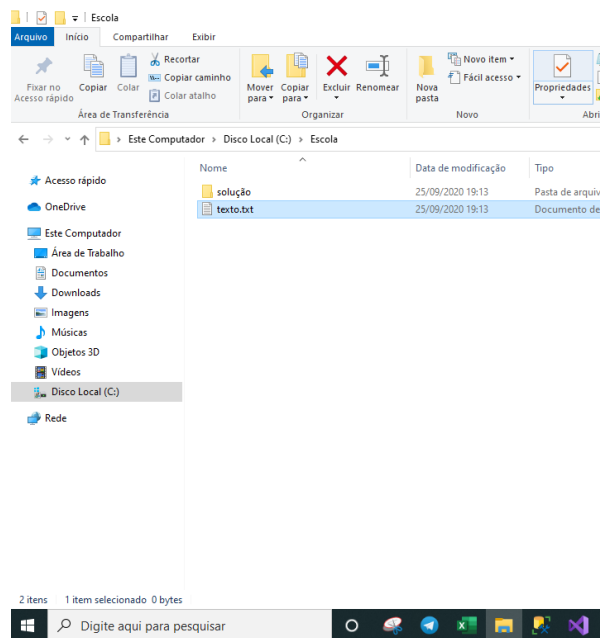 Escola
Arquivo Início Compartilhar Exibir
Fixar no Acesso rápido
Copiar
Colar
Recortar
Copiar caminho
Colar atalho
Mover para
Copiar para
Excluir
Renomear
Nova pasta
Novo item
Fácil acesso
Propriedades
Área de Transferência
Organizar
Novo
Este Computador > Disco Local (C:) > Escola
Nome Data de modificação Tipo
solução 25/09/2020 19:13 Pasta de
texto.txt 25/09/2020 19:13 Documento de
Acesso rápido
OneDrive
Este Computador
Área de Trabalho
Documentos
Downloads
Imagens
Músicas
Objetos 3D
Vídeos
Disco Local (C:)
Rede
2 itens 1 item selecionado 0 bytes
Digite aqui para pesquisar